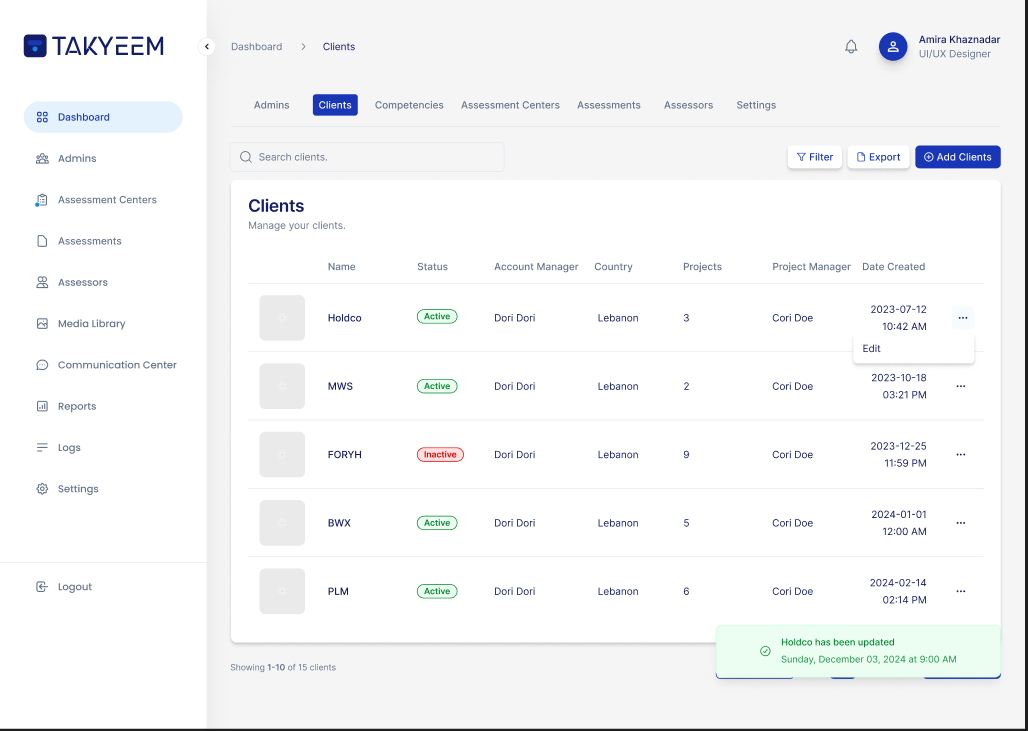 TAKYEEM
Dashboard
Admins
Assessment Centers
Assessments
Assessors
Media Library
Communication Center
Reports
Logs
Settings
Logout
Dashboard > Clients
Amira Khaznadar
UI/UX Designer
Admins Clients Competencies Assessment Centers Assessments Assessors Settings
Search clients.
Filter Export Add Clients
Clients
Manage your clients.
Name Status Account Manager Country Projects Project Manager Date Created
Holdco Active Dori Dori Lebanon 3 Cori Doe 2023-07-12
10:42 AM
Edit
MWS Active Dori Dori Lebanon 2 Cori Doe 2023-10-18
03:21 PM
FORYH Inactive Dori Dori Lebanon 9 Cori Doe 2023-12-25
11:59 PM
BWX Active Dori Dori Lebanon 5 Cori Doe 2024-01-01
12:00 AM
PLM Active Dori Dori Lebanon 6 Cori Doe 2024-02-14
02:14 PM
Holdco has been updated
Sunday, December 03, 2024 at 9:00 AM
Showing 1-10 of 15 clients